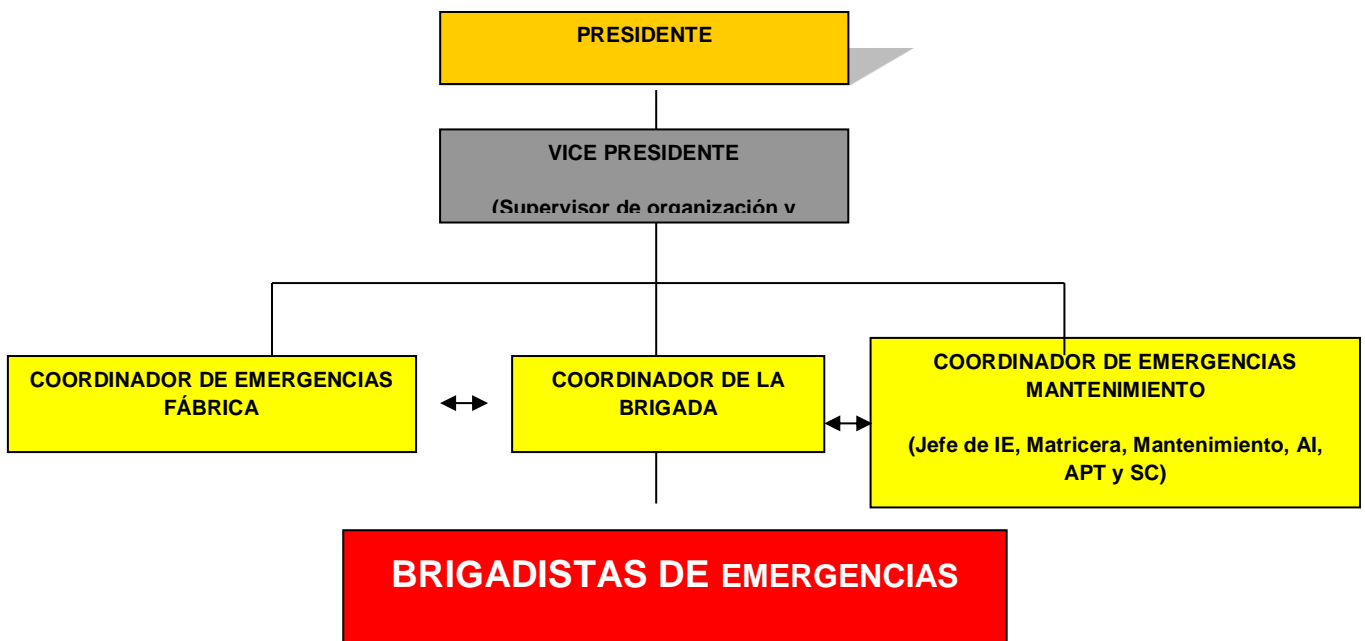 PRESIDENTE
VICE PRESIDENTE
(Supervisor de organización y
COORDINADOR DE EMERGENCIAS
FÁBRICA
COORDINADOR DE LA
BRIGADA
COORDINADOR DE EMERGENCIAS
MANTENIMIENTO
(Jefe de IE, Matricera, Mantenimiento, AI,
APT y SC)
BRIGADISTAS DE EMERGENCIAS